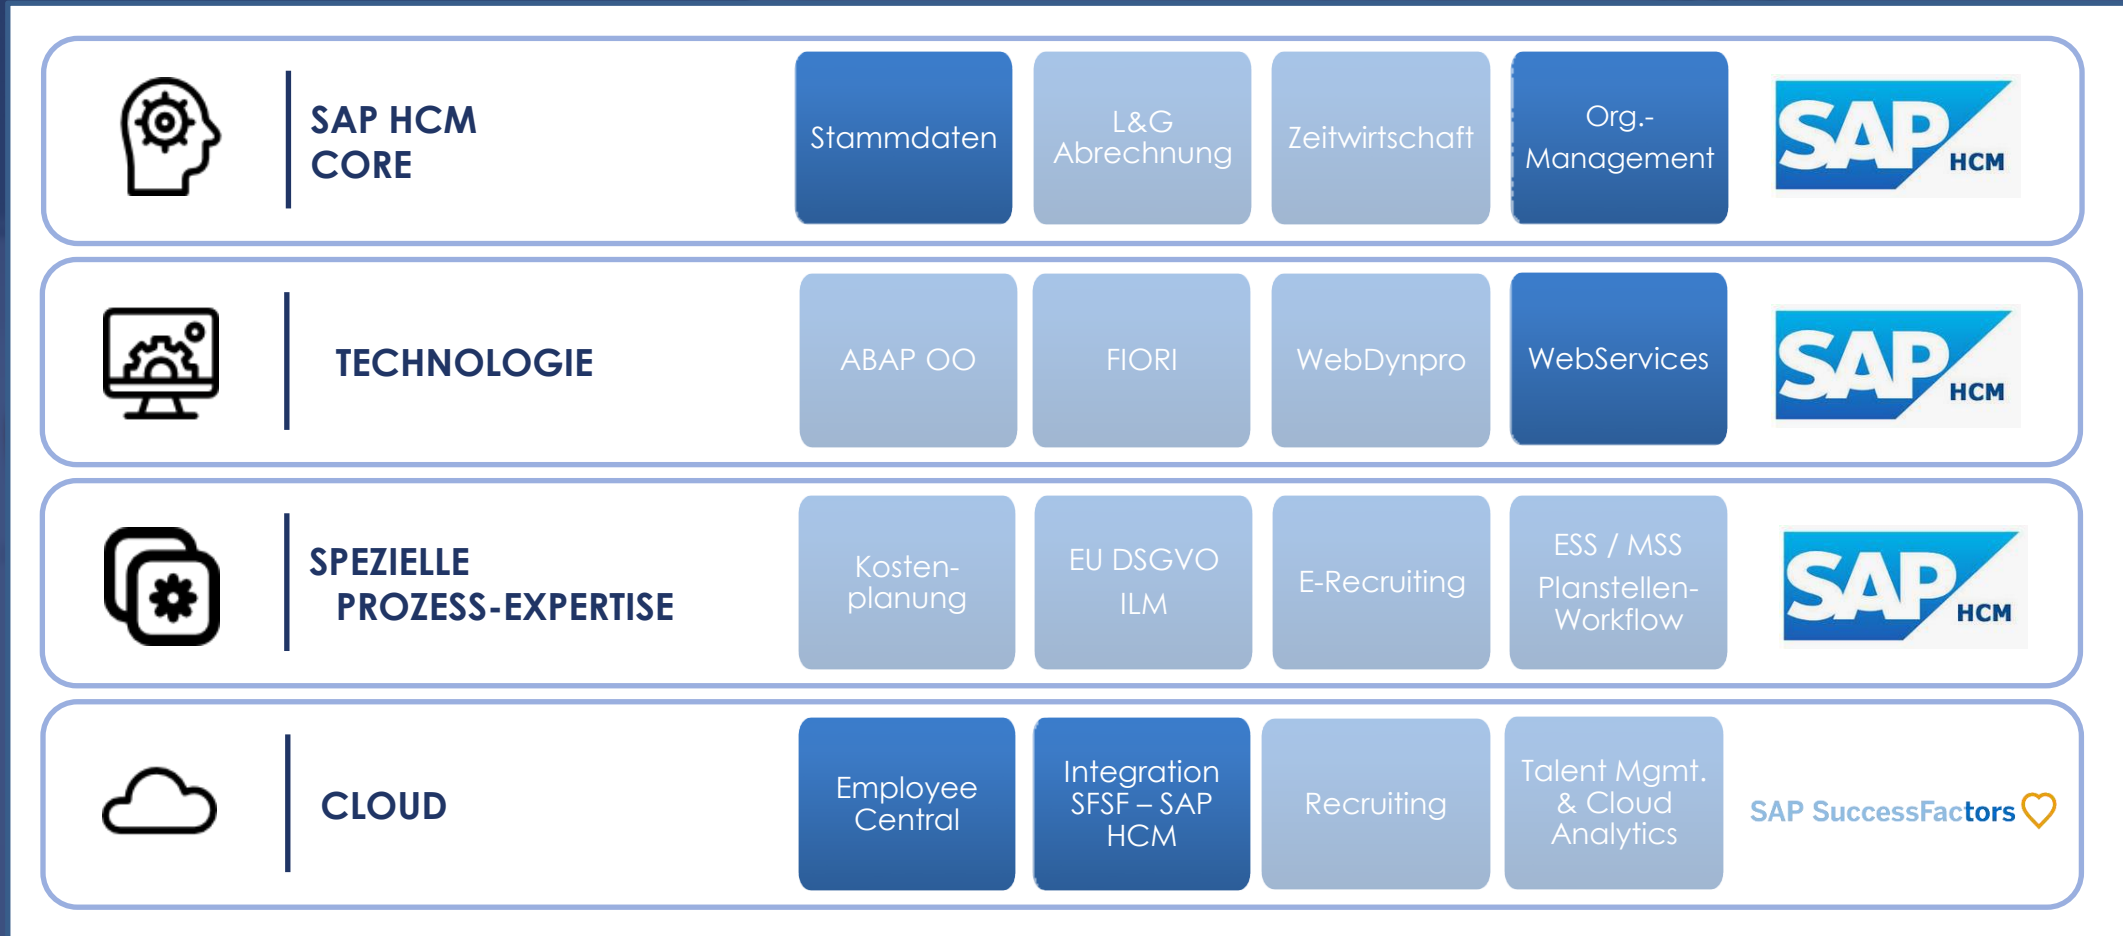 SAP HCM
CORE
Stammdaten
L&G
Abrechnung
Zeitwirtschaft
Org.-
Management
SAP
HCM
TECHNOLOGIE
ABAP OO
FIORI
WebDynpro
WebServices
SAP
HCM
SPEZIELLE
PROZESS-EXPERTISE
Kosten-
planung
EU DSGVO
ILM
E-Recruiting
ESS / MSS
Planstellen-
Workflow
SAP
HCM
CLOUD
Employee
Central
Integration
SFSF – SAP
HCM
Recruiting
Talent Mgmt.
& Cloud
Analytics
SAP SuccessFactors